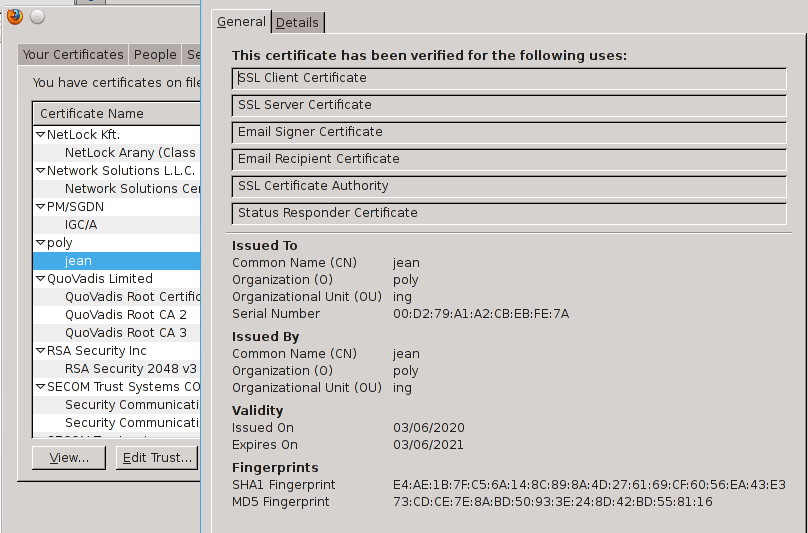 Your Certificates People Se
You have certificates on file
Certificate Name
NetLock Kft.
NetLock Arany (Class
Network Solutions L.L.C.
Network Solutions Cer
PM/SGDN
IGC/A
poly
jean
QuoVadis Limited
QuoVadis Root Certific
QuoVadis Root CA 2
QuoVadis Root CA 3
RSA Security Inc
RSA Security 2048 v3
SECOM Trust Systems CO
Security Communicati
Security Communicati
View... Edit Trust...
General Details
This certificate has been verified for the following uses:
SSL Client Certificate
SSL Server Certificate
Email Signer Certificate
Email Recipient Certificate
SSL Certificate Authority
Status Responder Certificate
Issued To
Common Name (CN) jean
Organization (O) poly
Organizational Unit (OU) ing
Serial Number 00:D2:79:A1:A2:CB:EB:FE:7A
Issued By
Common Name (CN) jean
Organization (O) poly
Organizational Unit (OU) ing
Validity
Issued On 03/06/2020
Expires On 03/06/2021
Fingerprints
SHA1 Fingerprint E4:AE:1B:7F:C5:6A:14:8C:89:8A:4D:27:61:69:CF:60:56:EA:43:E3
MD5 Fingerprint 73:CD:CE:7E:8A:BD:50:93:3E:24:8D:42:BD:55:81:16